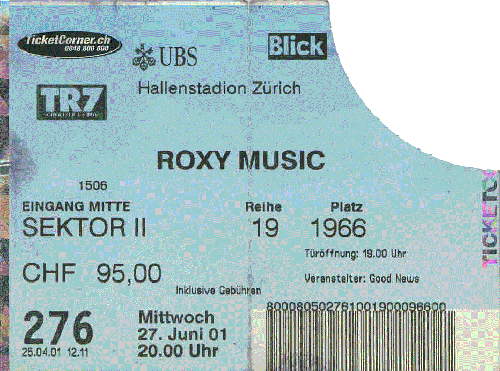 TicketCorner.ch
0848 800 800
UBS
Blick
TR7
Hallenstadion Zürich
ROXY MUSIC
1506
EINGANG MITTE Reihe Platz
SEKTOR II 19 1966
Türöffnung: 19.00 Uhr
CHF 95,00
Veranstalter: Good News
Inklusive Gebühren
276
Mittwoch
27. Juni 01
20.00 Uhr
25.04.01 12.11
800080502761001900096600
TICKETCO